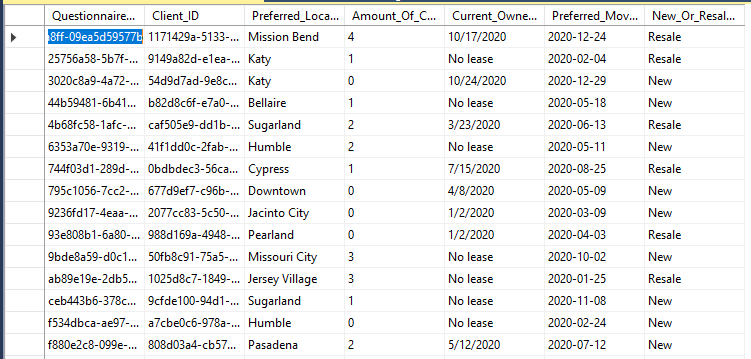 Questionnaire... Client_ID Preferred_Loca... Amount_Of_C... Current_Owne... Preferred_Mov... New_Or_Resal...
a8ff-09ea5d59577b 1171429a-5133-... Mission Bend 4 10/17/2020 2020-12-24 Resale
25756a58-5b7f-... 9149a82d-e1ea-... Katy 1 No lease 2020-02-04 Resale
3020c8a9-4a72-... 54d9d7ad-9e8c... Katy 0 10/24/2020 2020-12-29 New
44b59481-6b41... b82d8c6f-e7a0-... Bellaire 1 No lease 2020-05-18 New
4b68fc58-1afc-... caf505e9-dd1b-... Sugarland 2 3/23/2020 2020-06-13 Resale
6353a70e-9319-... 41f1dd0c-2fab-... Humble 2 No lease 2020-05-11 New
744f03d1-289d-... 0bdbdec3-56ca... Cypress 1 7/15/2020 2020-08-25 Resale
795c1056-7cc2-... 677d9ef7-c96b-... Downtown 0 4/8/2020 2020-05-09 New
9236fd17-4eaa-... 2077cc83-5c50-... Jacinto City 0 1/2/2020 2020-03-09 New
93e808b1-6a80-... 988d169a-4948-... Pearland 0 1/2/2020 2020-04-03 Resale
9bde8a59-d0c1... 50fb8c91-75a5-... Missouri City 3 No lease 2020-10-02 New
ab89e19e-2db5... 1025d8c7-1849-... Jersey Village 3 No lease 2020-01-25 Resale
ceb443b6-378c... 9cfde100-94d1-... Sugarland 1 No lease 2020-11-08 New
f534dbca-ae97-... a7cbe0c6-978a-... Humble 0 No lease 2020-02-24 New
f880e2c8-099e-... 808d03a4-cb57... Pasadena 2 5/12/2020 2020-07-12 New